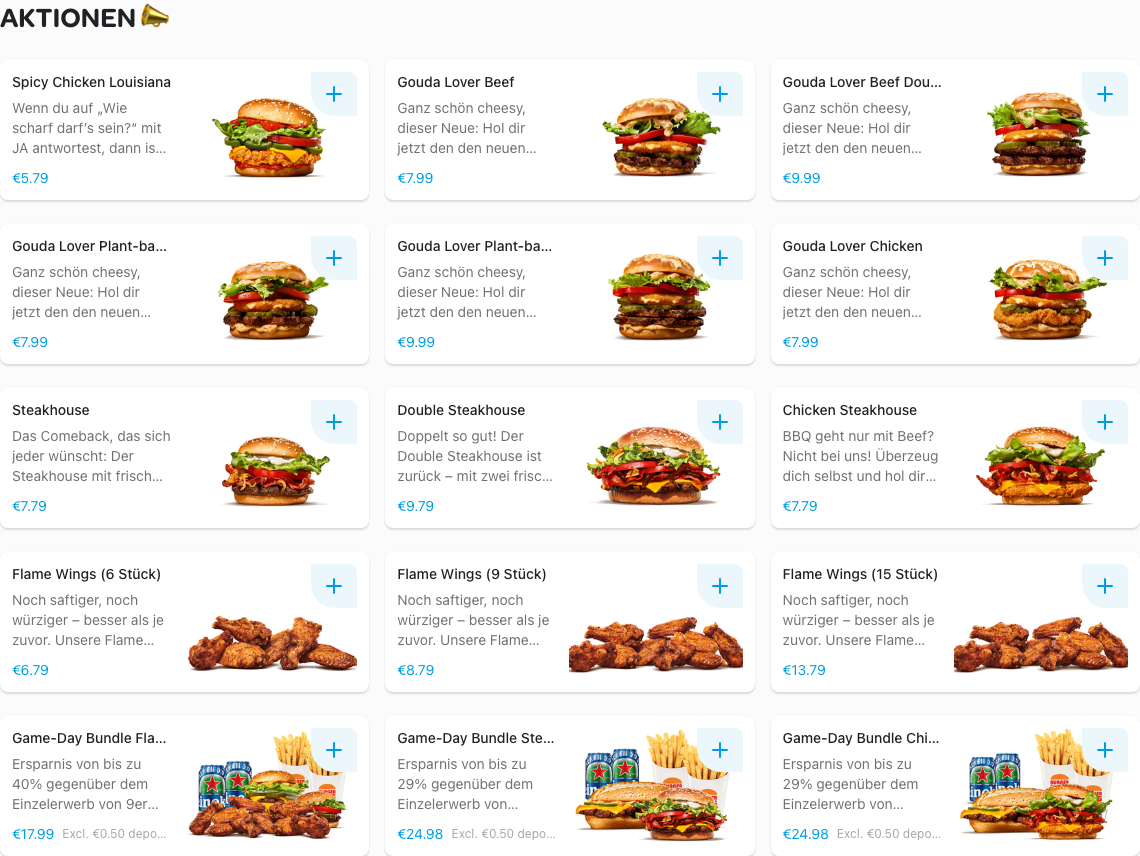 AKTIONEN
Spicy Chicken Louisiana
Wenn du auf „Wie
scharf darf’s sein?“ mit
JA antwortest, dann is...
€5.79
Gouda Lover Beef
Ganz schön cheesy,
dieser Neue: Hol dir
jetzt den den neuen...
€7.99
Gouda Lover Beef Dou...
Ganz schön cheesy,
dieser Neue: Hol dir
jetzt den den neuen...
€9.99
Gouda Lover Plant-ba...
Ganz schön cheesy,
dieser Neue: Hol dir
jetzt den den neuen...
€7.99
Gouda Lover Plant-ba...
Ganz schön cheesy,
dieser Neue: Hol dir
jetzt den den neuen...
€9.99
Gouda Lover Chicken
Ganz schön cheesy,
dieser Neue: Hol dir
jetzt den den neuen...
€7.99
Steakhouse
Das Comeback, das sich
jeder wünscht: Der
Steakhouse mit frisch...
€7.79
Double Steakhouse
Doppelt so gut! Der
Double Steakhouse ist
zurück – mit zwei frisc...
€9.79
Chicken Steakhouse
BBQ geht nur mit Beef?
Nicht bei uns! Überzeug
dich selbst und hol dir...
€7.79
Flame Wings (6 Stück)
Noch saftiger, noch
würziger – besser als je
zuvor. Unsere Flame...
€6.79
Flame Wings (9 Stück)
Noch saftiger, noch
würziger – besser als je
zuvor. Unsere Flame...
€8.79
Flame Wings (15 Stück)
Noch saftiger, noch
würziger – besser als je
zuvor. Unsere Flame...
€13.79
Game-Day Bundle Fla...
Ersparnis von bis zu
40% gegenüber dem
Einzelerwerb von 9er...
€17.99 Excl. €0.50 depo...
Game-Day Bundle Ste...
Ersparnis von bis zu
29% gegenüber dem
Einzelerwerb von...
€24.98 Excl. €0.50 depo...
Game-Day Bundle Chi...
Ersparnis von bis zu
29% gegenüber dem
Einzelerwerb von...
€24.98 Excl. €0.50 depo...